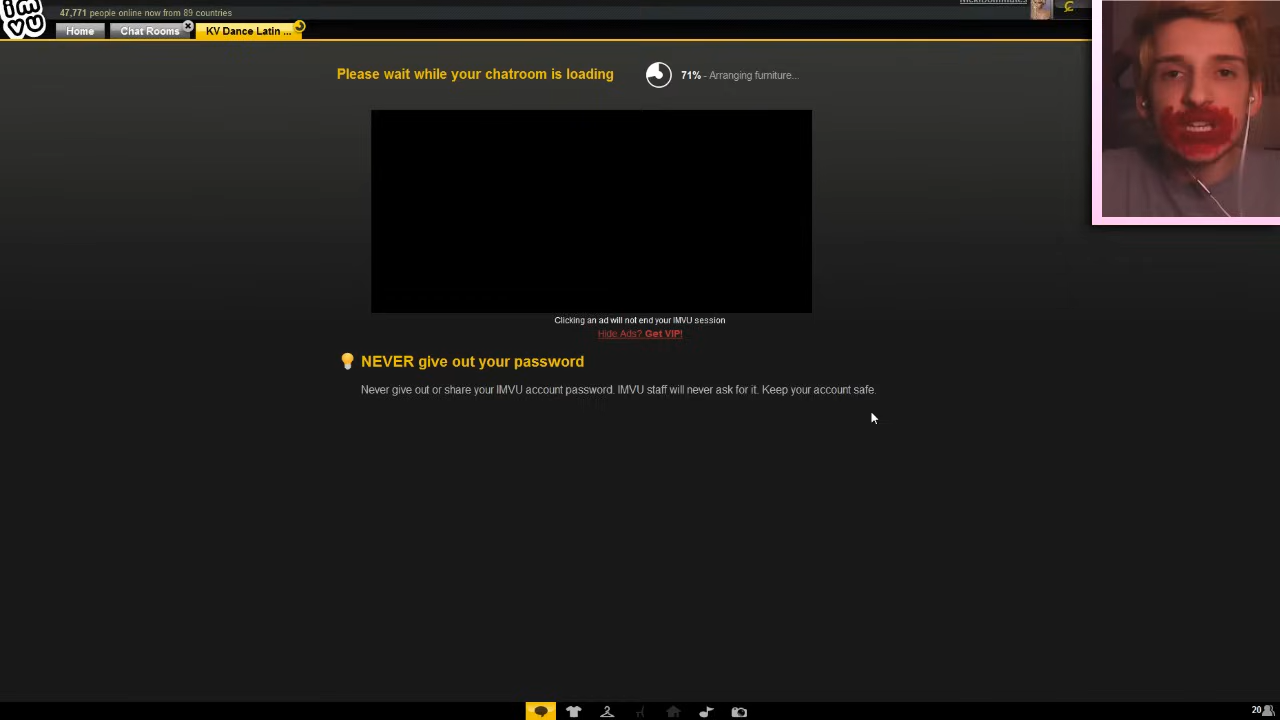 imvu
47,771 people online now from 89 countries
Home
Chat Rooms
KV Dance Latin ...
Please wait while your chatroom is loading
71% - Arranging furniture...
Clicking an ad will not end your IMVU session
Hide Ads? Get VIP!
NEVER give out your password
Never give out or share your IMVU account password. IMVU staff will never ask for it. Keep your account safe.
20